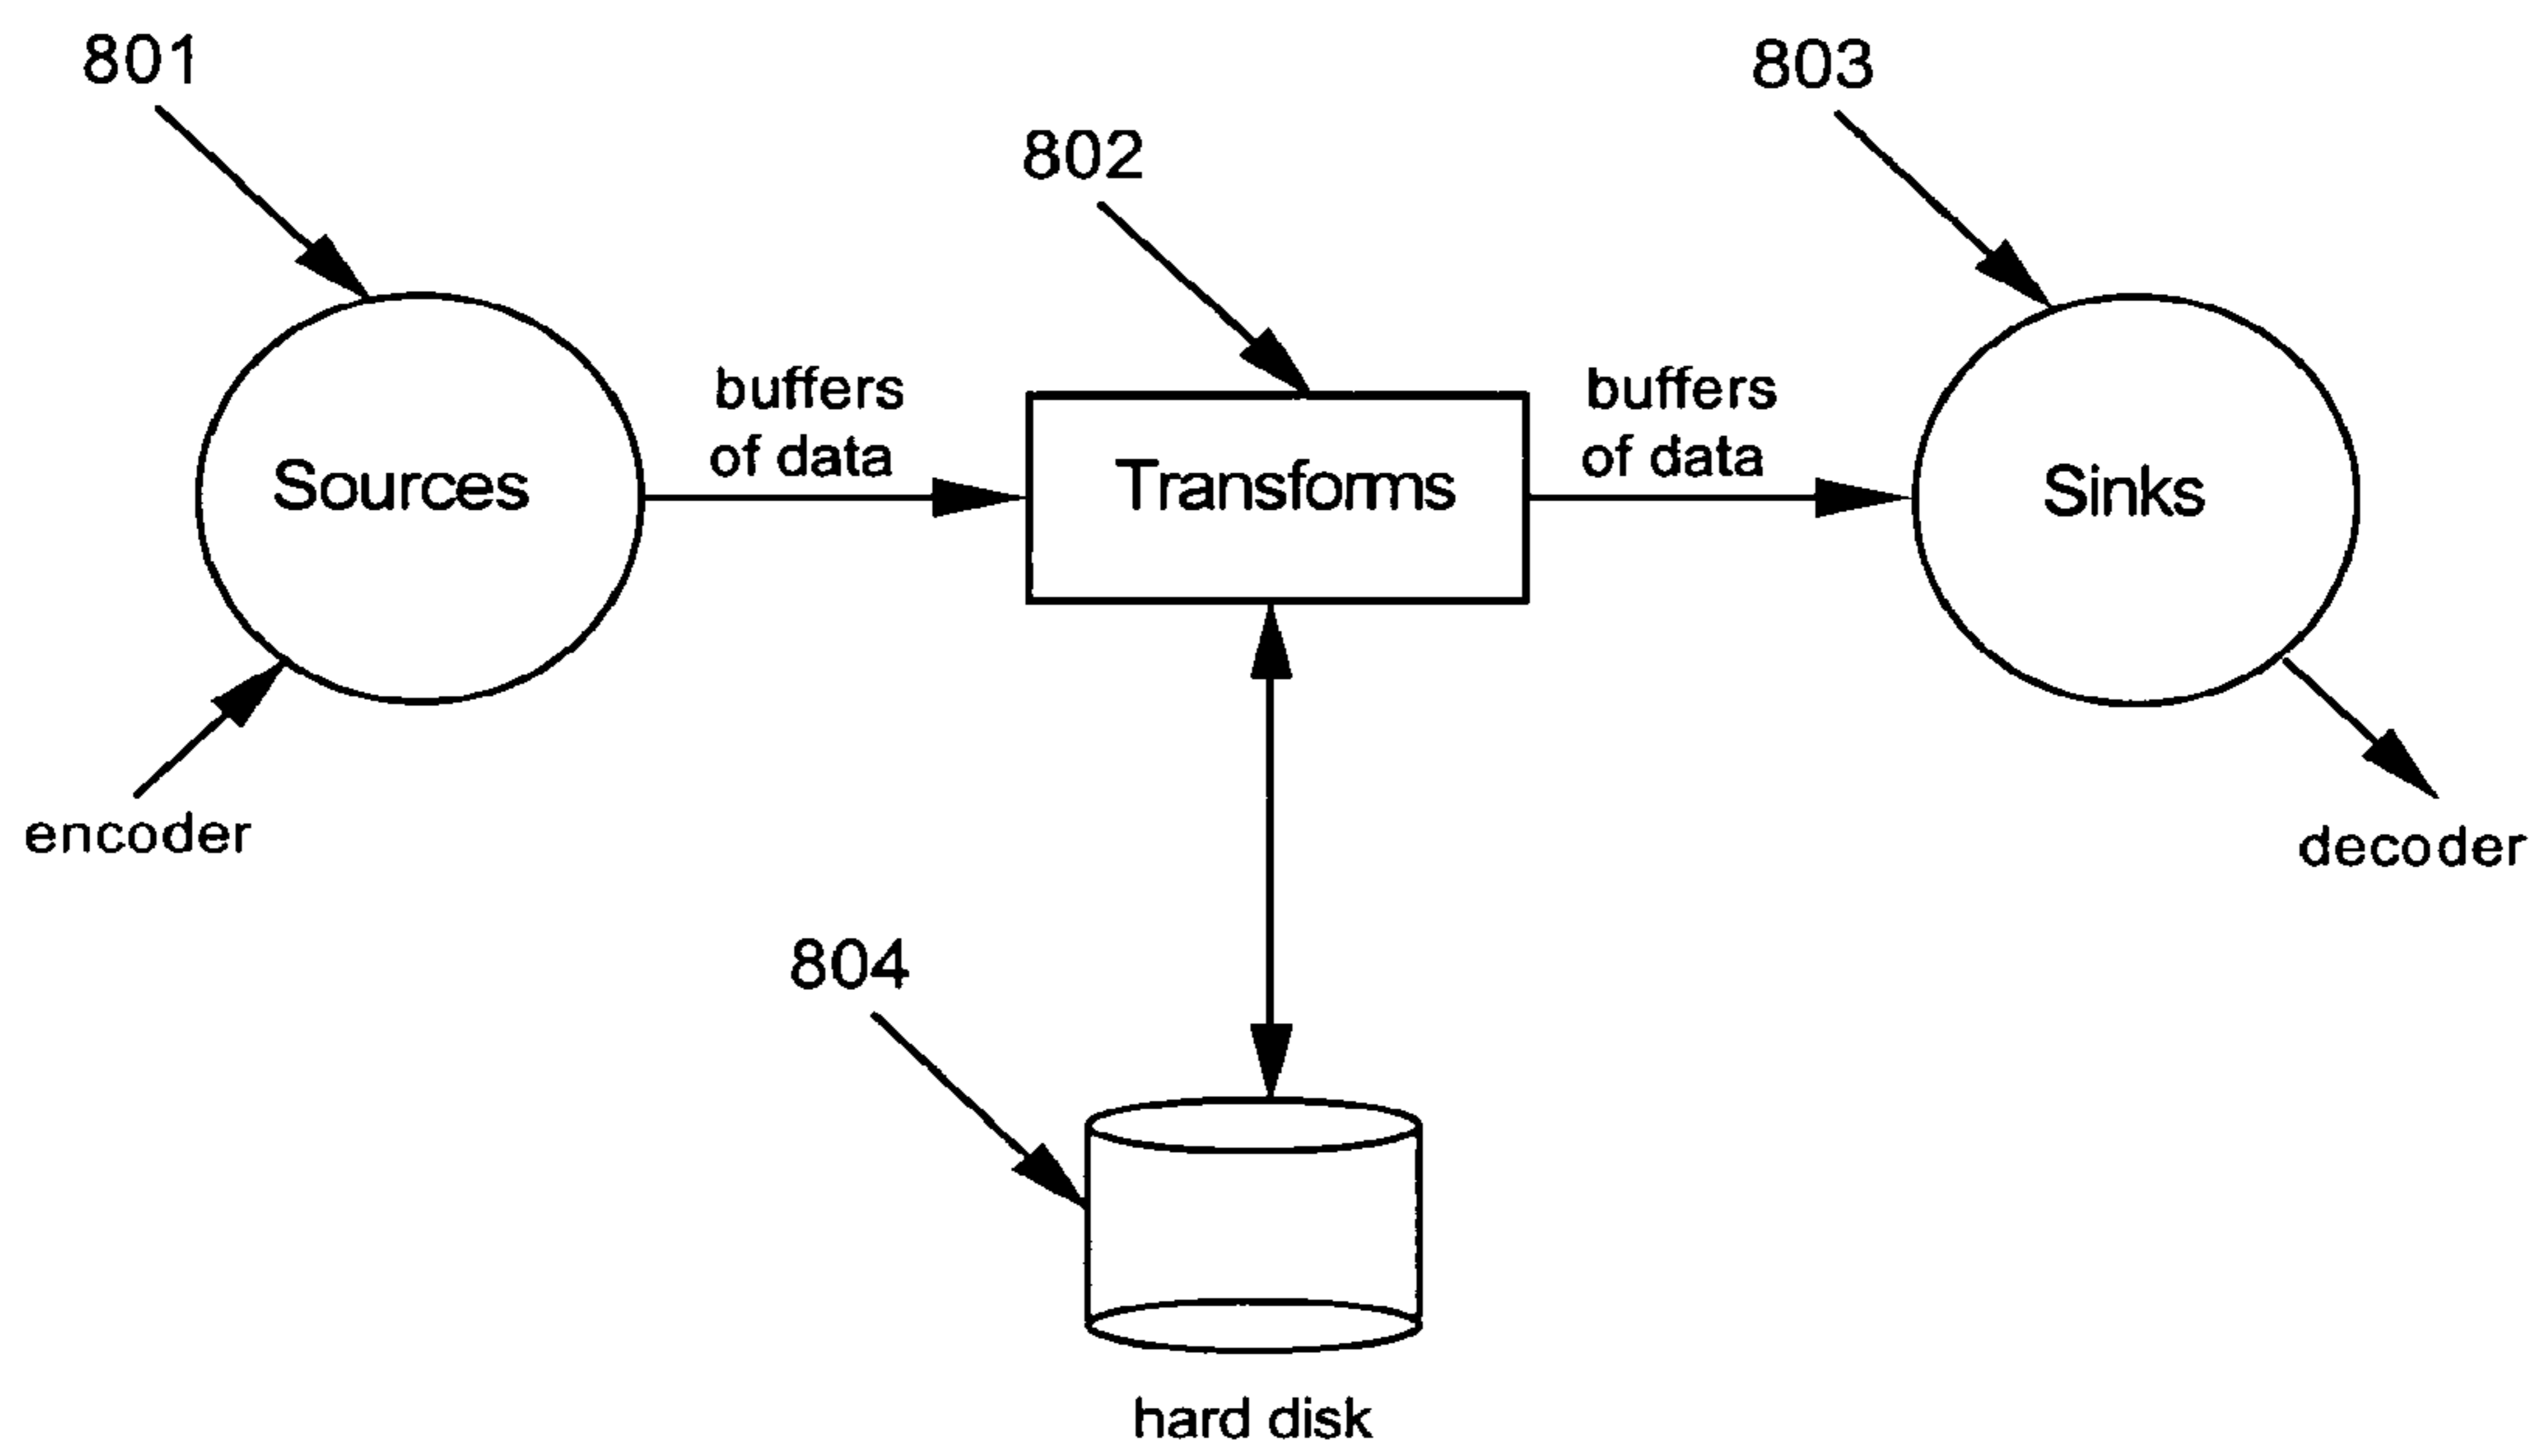 801
803
802
buffers
of data
buffers
of data
Sources
Transforms
Sinks
encoder
decoder
804
hard disk